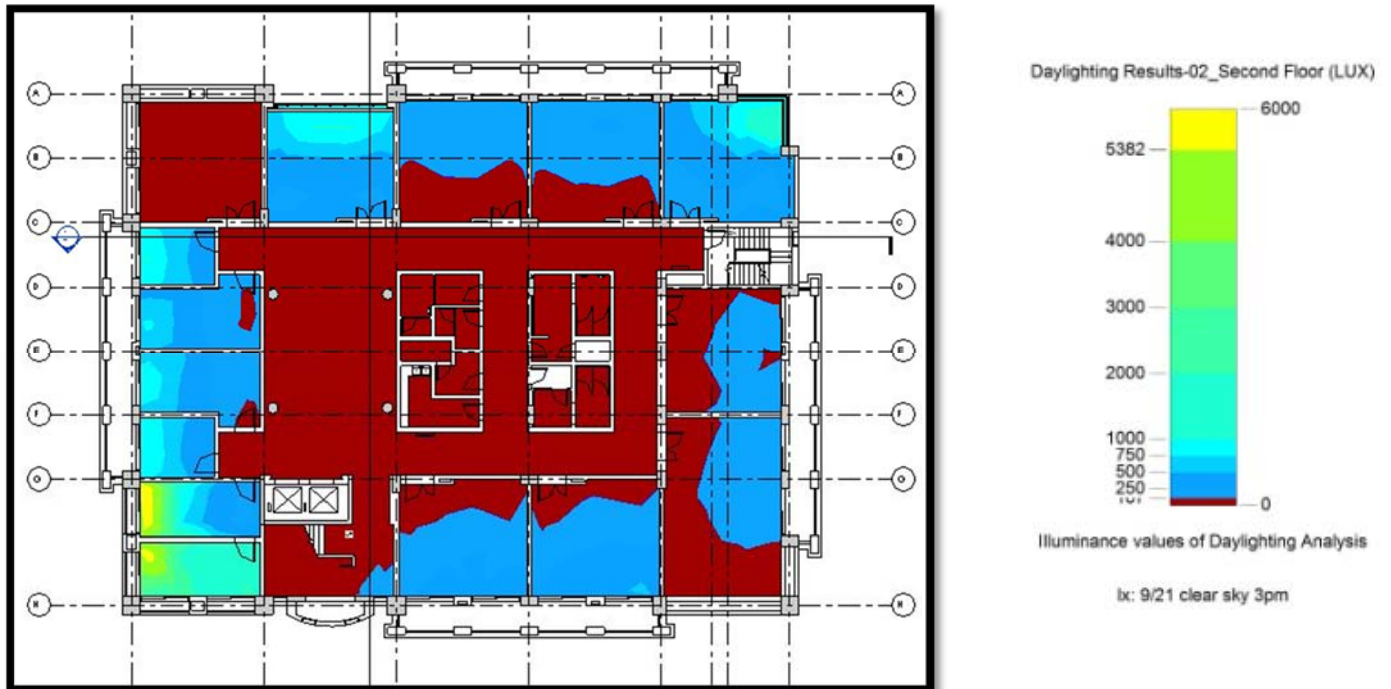 A
B
C
D
E
F
G
H
A
B
C
D
E
F
G
H
Daylighting Results-02_Second Floor (LUX)
6000
5382
4000
3000
2000
1000
750
500
250
0
Illuminance values of Daylighting Analysis
lx: 9/21 clear sky 3pm